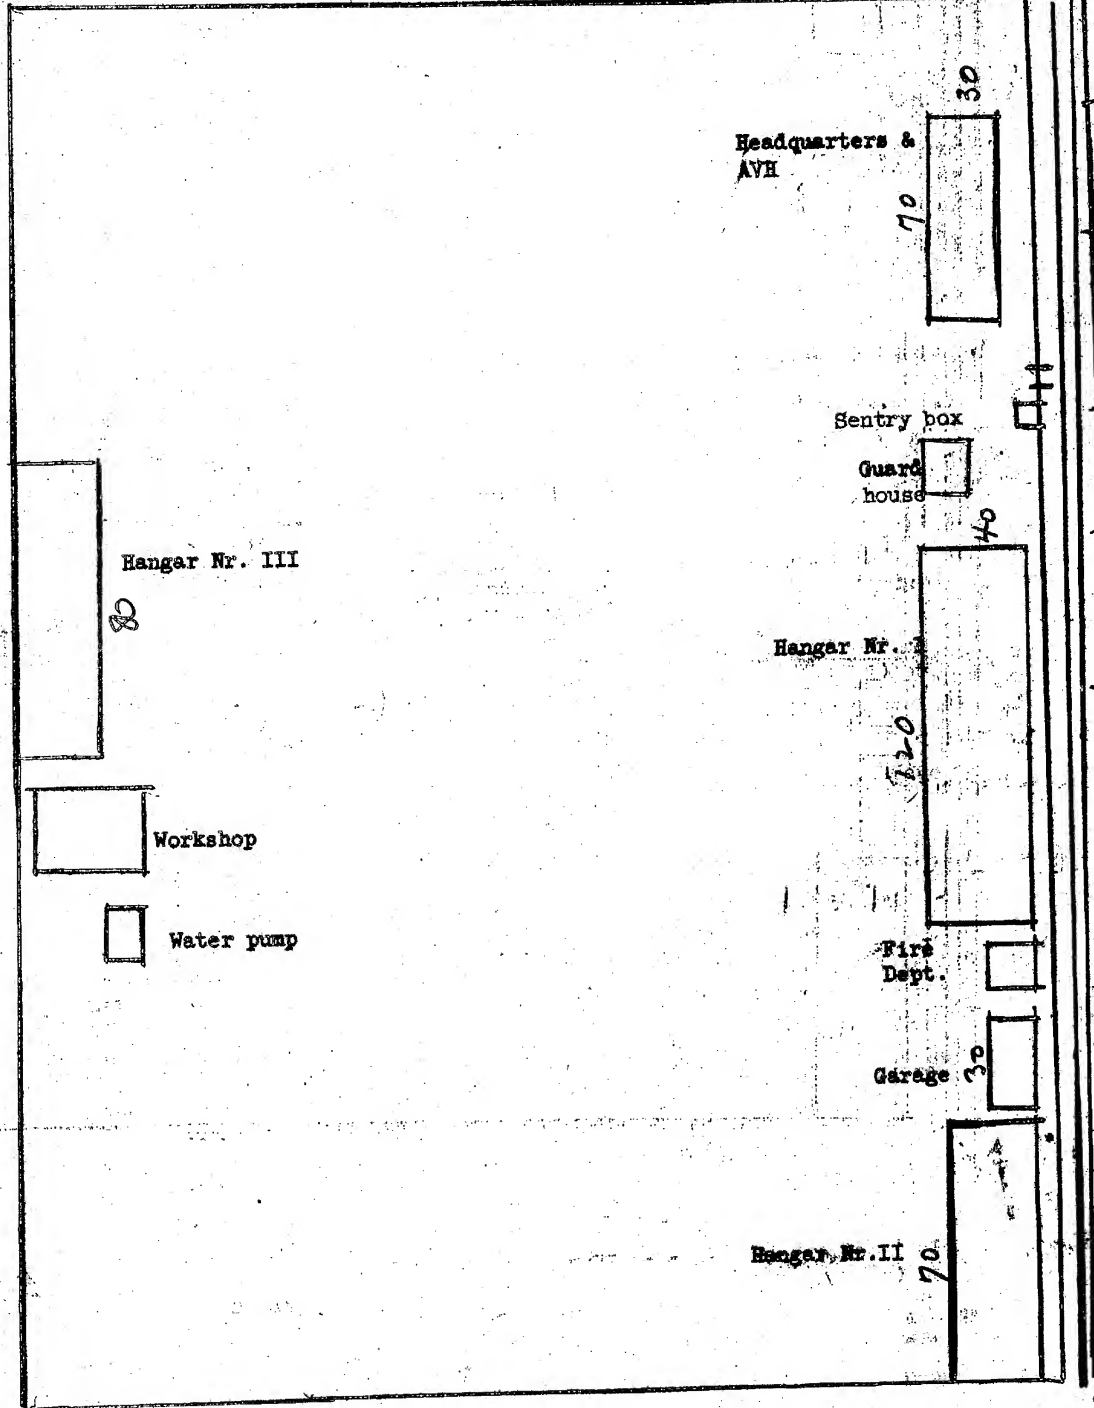 30
Headquarters &
AVH
70
Sentry box
Guard
house
40
Hangar Nr. III
80
Hangar Nr. I
120
Workshop
Water pump
Fire
Dept.
Garage 30
Hangar Nr.II 70